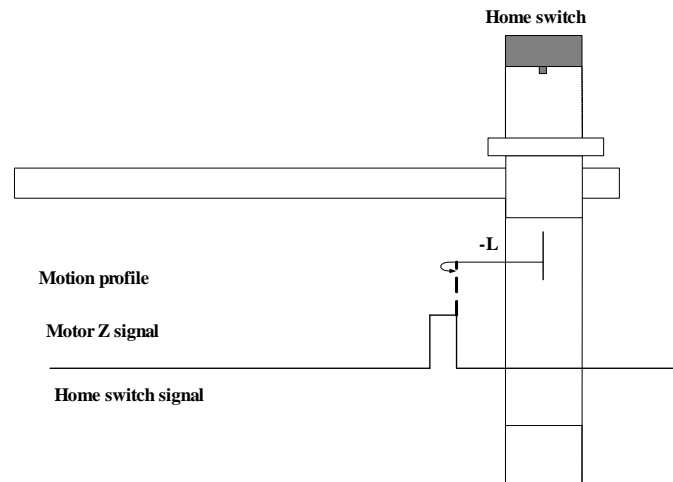 Home switch
-L
Motion profile
Motor Z signal
Home switch signal